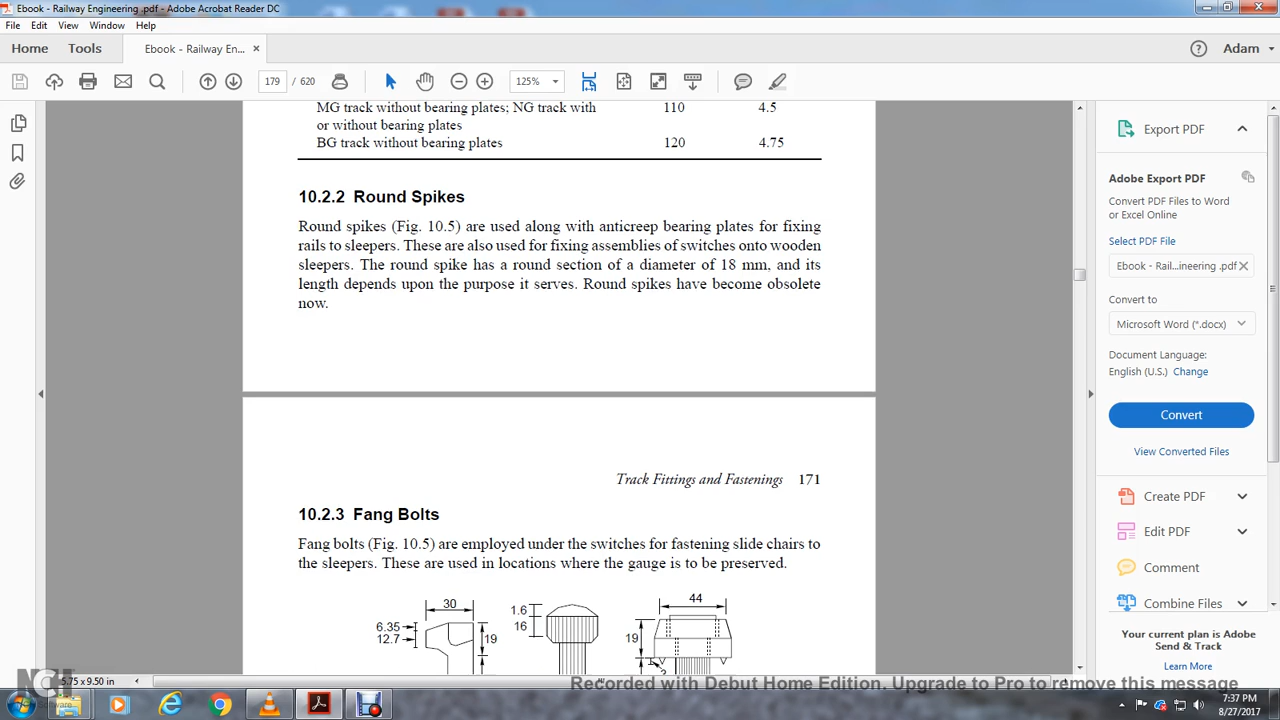 Ebook - Railway Engineering .pdf - Adobe Acrobat Reader DC
File Edit View Window Help
Home Tools Ebook - Railway En... × Adam
179 / 620 125%
MG track without bearing plates; NG track with 110 4.5
or without bearing plates
BG track without bearing plates 120 4.75
10.2.2 Round Spikes
Round spikes (Fig. 10.5) are used along with anticreep bearing plates for fixing
rails to sleepers. These are also used for fixing assemblies of switches onto wooden
sleepers. The round spike has a round section of a diameter of 18 mm, and its
length depends upon the purpose it serves. Round spikes have become obsolete
now.
Track Fittings and Fastenings 171
10.2.3 Fang Bolts
Fang bolts (Fig. 10.5) are employed under the switches for fastening slide chairs to
the sleepers. These are used in locations where the gauge is to be preserved.
30 1.6 44
6.35 16
12.7 19 19
Export PDF
Adobe Export PDF
Convert PDF Files to Word
or Excel Online
Select PDF File
Ebook - Rail...ineering .pdf ×
Convert to
Microsoft Word (*.docx)
Document Language:
English (U.S.) Change
Convert
View Converted Files
Create PDF
Edit PDF
Comment
Combine Files
Your current plan is Adobe
Send & Track
Learn More
5.75 x 9.50 in
Recorded with Debut Home Edition. Upgrade to Pro to remove this message
NCH Software
7:37 PM
8/27/2017